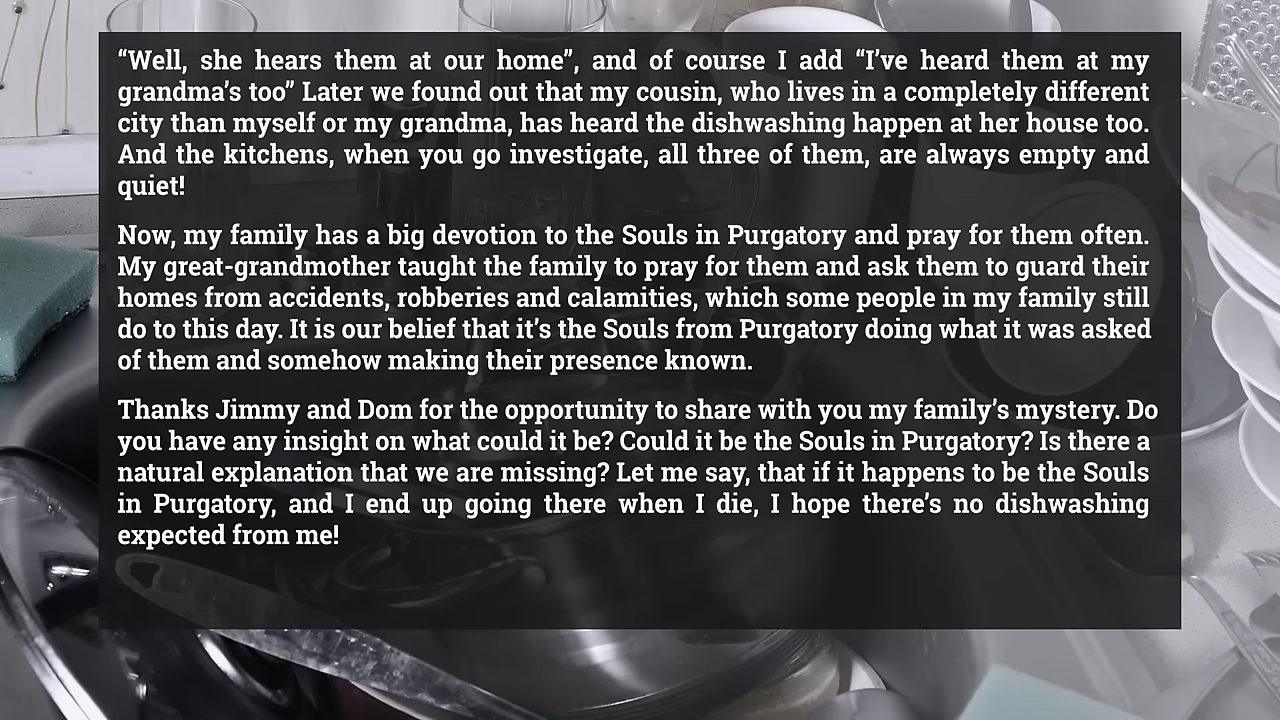 “Well, she hears them at our home”, and of course I add “I’ve heard them at my
grandma’s too” Later we found out that my cousin, who lives in a completely different
city than myself or my grandma, has heard the dishwashing happen at her house too.
And the kitchens, when you go investigate, all three of them, are always empty and
quiet!
Now, my family has a big devotion to the Souls in Purgatory and pray for them often.
My great-grandmother taught the family to pray for them and ask them to guard their
homes from accidents, robberies and calamities, which some people in my family still
do to this day. It is our belief that it’s the Souls from Purgatory doing what it was asked
of them and somehow making their presence known.
Thanks Jimmy and Dom for the opportunity to share with you my family’s mystery. Do
you have any insight on what could it be? Could it be the Souls in Purgatory? Is there a
natural explanation that we are missing? Let me say, that if it happens to be the Souls
in Purgatory, and I end up going there when I die, I hope there’s no dishwashing
expected from me!